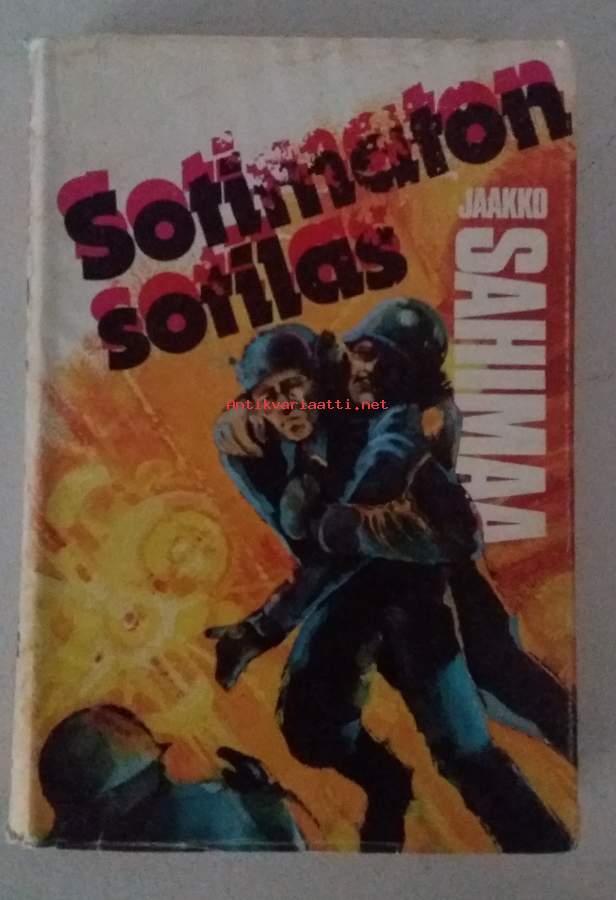 Sotimaton
sotilas
JAAKKO
SAHIMAA
Antikvariaatti.net